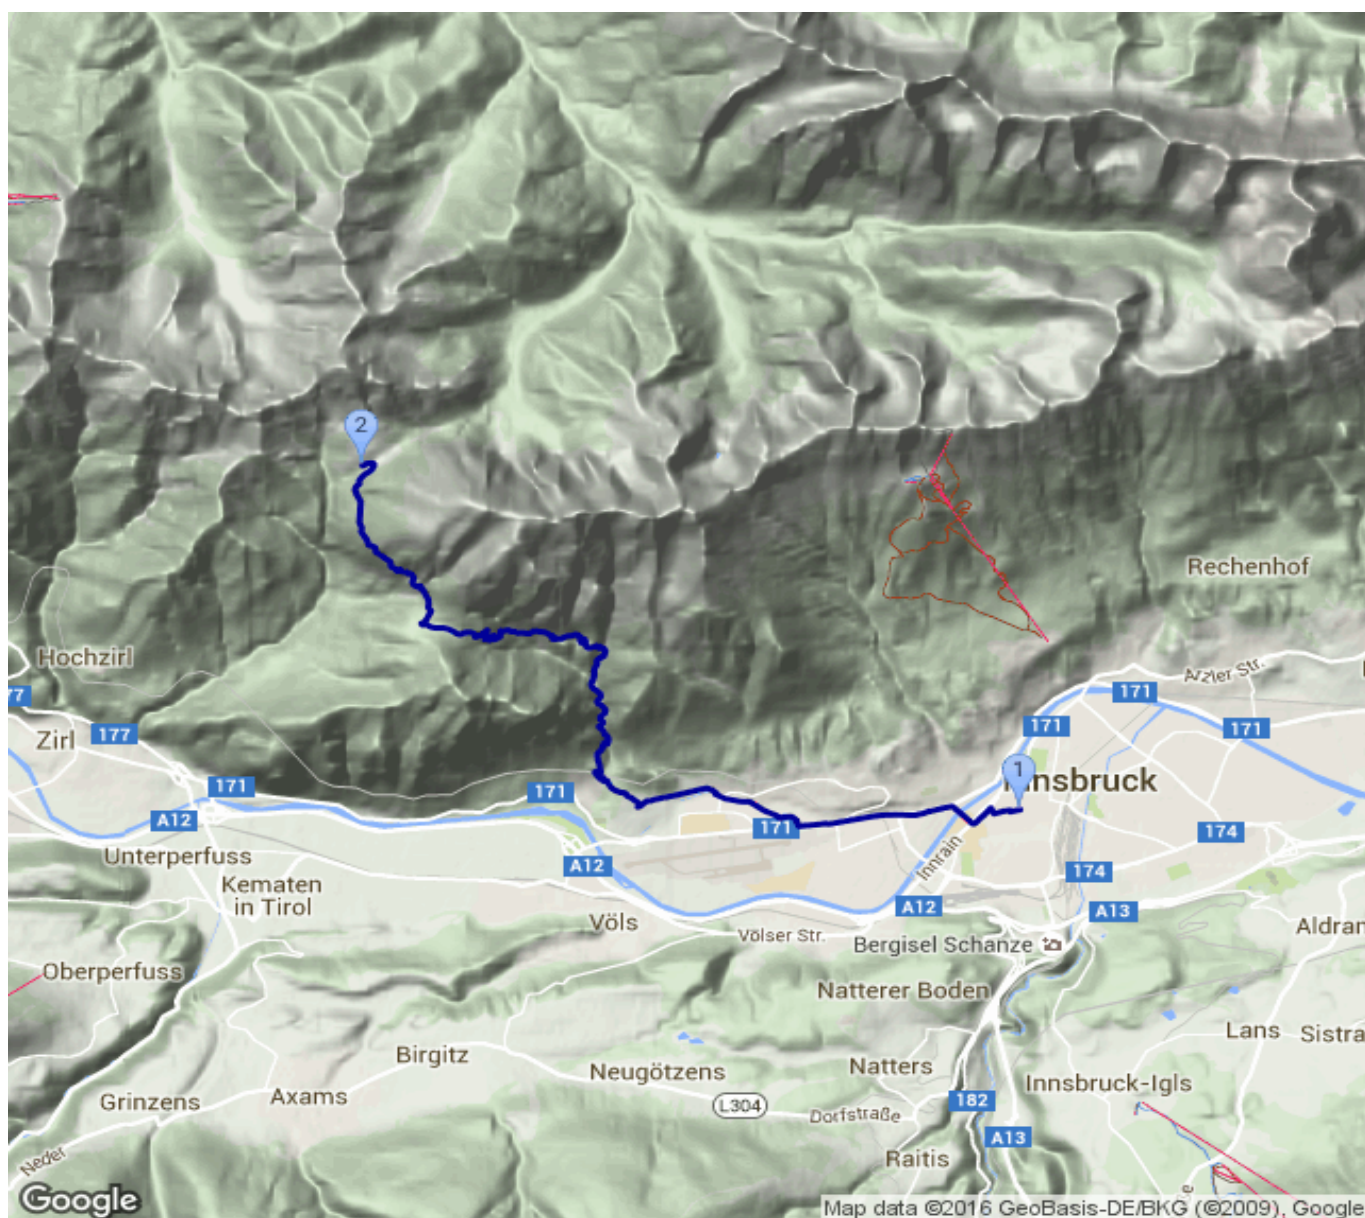 2
Rechenhof
Hochzirl
Arzler Str.
77
177
Zirl
171
171
171
1
Innsbruck
171
171
A12
171
174
Unterperfuss
Innrain
A12
174
Kematen
in Tirol
A12
A13
Völs
Völser Str.
Bergisel Schanze
Aldran
Oberperfuss
Natterer Boden
Lans
Sistra
Birgitz
Neugötzens
Natters
Innsbruck-Igls
Grinzens
Axams
L304
Dorfstraße
182
A13
Raitis
Neder
Google
Map data ©2016 GeoBasis-DE/BKG (©2009), Google